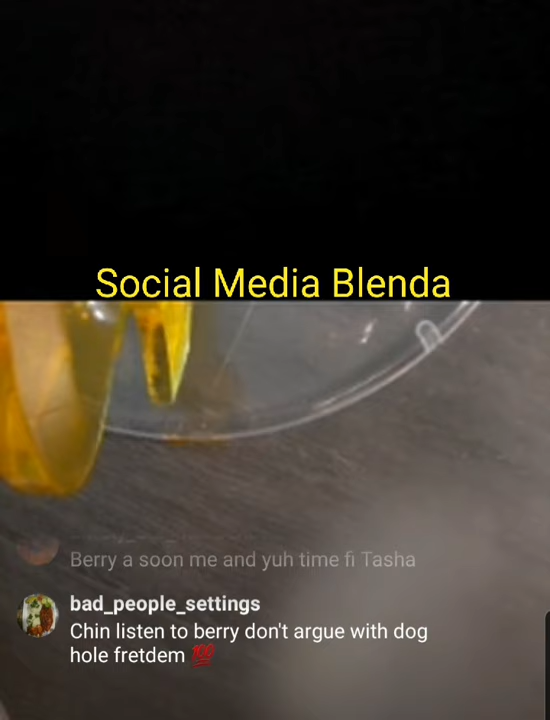 Social Media Blenda
Berry a soon me and yuh time fi Tasha
bad_people_settings
Chin listen to berry don't argue with dog
hole fretdem 💯